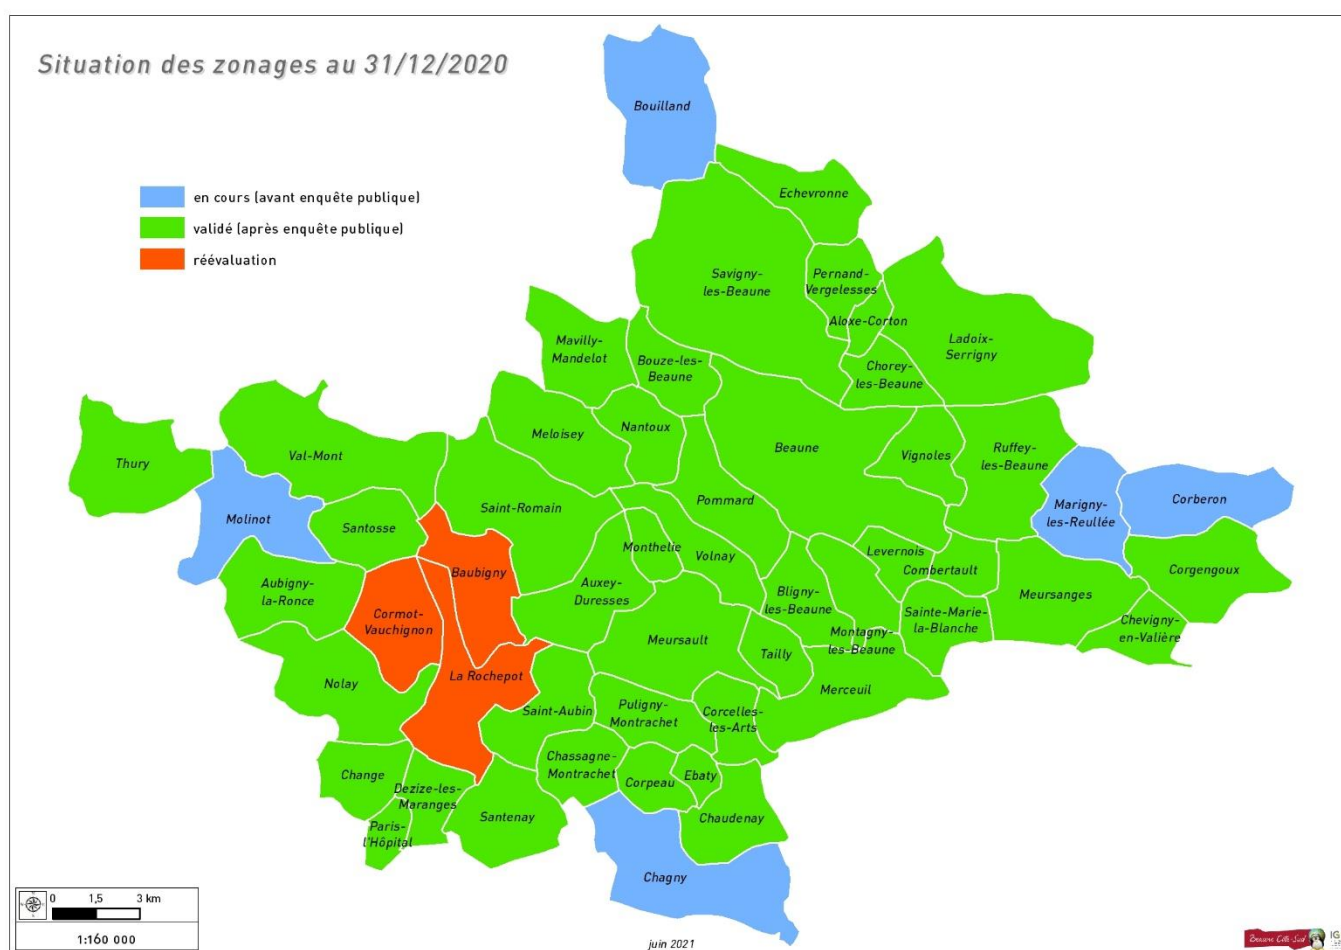 Situation des zonages au 31/12/2020
en cours (avant enquête publique)
validé (après enquête publique)
réévaluation
Bouilland
Echevronne
Savigny-
les-Beaune
Pernand-
Vergelesses
Aloxe-Corton
Ladoix-
Serrigny
Mavilly-
Mandelot
Bouze-les-
Beaune
Chorey-
les-Beaune
Thury
Val-Mont
Meloisey
Nantoux
Beaune
Vignoles
Ruffey-
les-Beaune
Molinot
Santosse
Saint-Romain
Pommard
Marigny-
les-Reullée
Corberon
Monthelie
Volnay
Levernois
Combertault
Aubigny-
la-Ronce
Baubigny
Auxey-
Duresses
Bligny-
les-Beaune
Meursanges
Corgengoux
Cormot-
Vauchignon
Sainte-Marie-
la-Blanche
Chevigny-
en-Valière
Meursault
Montagny-
les-Beaune
Tailly
Nolay
La Rochepot
Merceuil
Saint-Aubin
Puligny-
Montrachet
Corcelles-
les-Arts
Change
Dezize-les-
Maranges
Chassagne-
Montrachet
Corpeau
Ebaty
Paris-
l'Hôpital
Santenay
Chaudenay
Chagny
0 1,5 3 km
1:160 000
juin 2021
Beaune Côte-Sud
IG